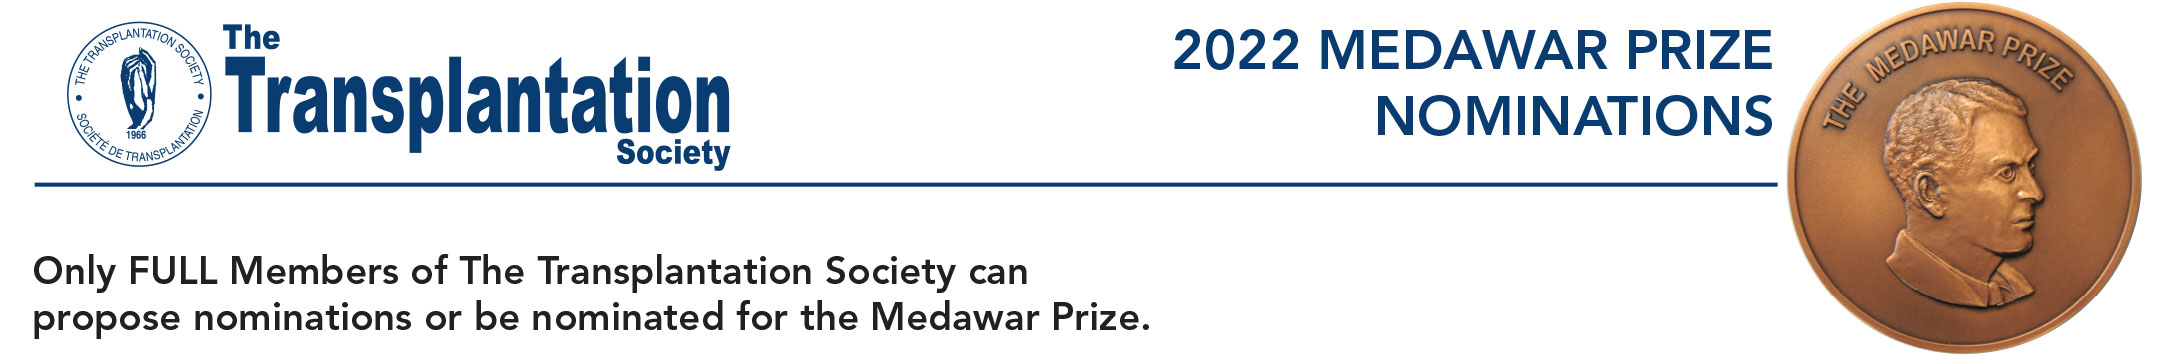 THE TRANSPLANTATION SOCIETY
1966
SOCIÉTÉ DE TRANSPLANTATION
The
Transplantation
Society
2022 MEDAWAR PRIZE
NOMINATIONS
THE MEDAWAR PRIZE
Only FULL Members of The Transplantation Society can
propose nominations or be nominated for the Medawar Prize.